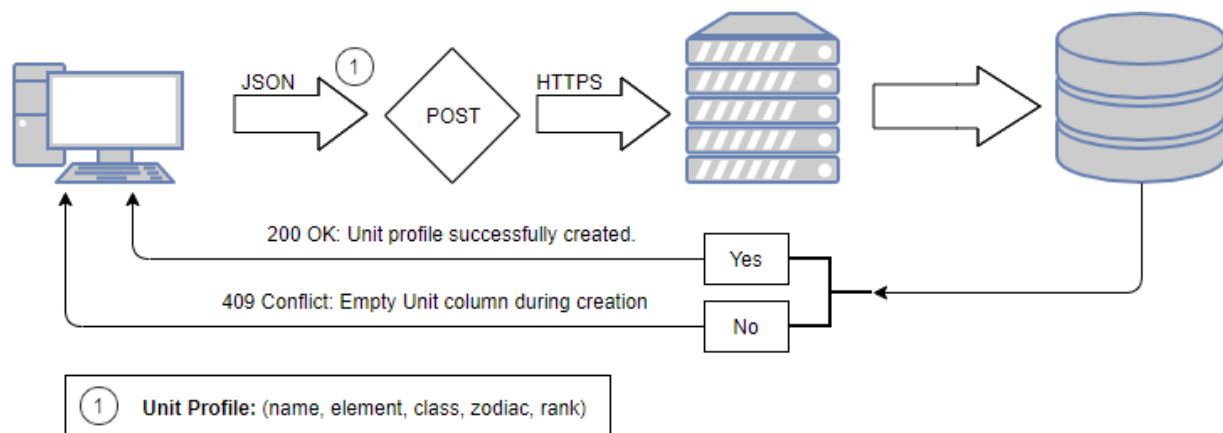 JSON
1
POST
HTTPS
200 OK: Unit profile successfully created.
Yes
409 Conflict: Empty Unit column during creation
No
1 Unit Profile: (name, element, class, zodiac, rank)